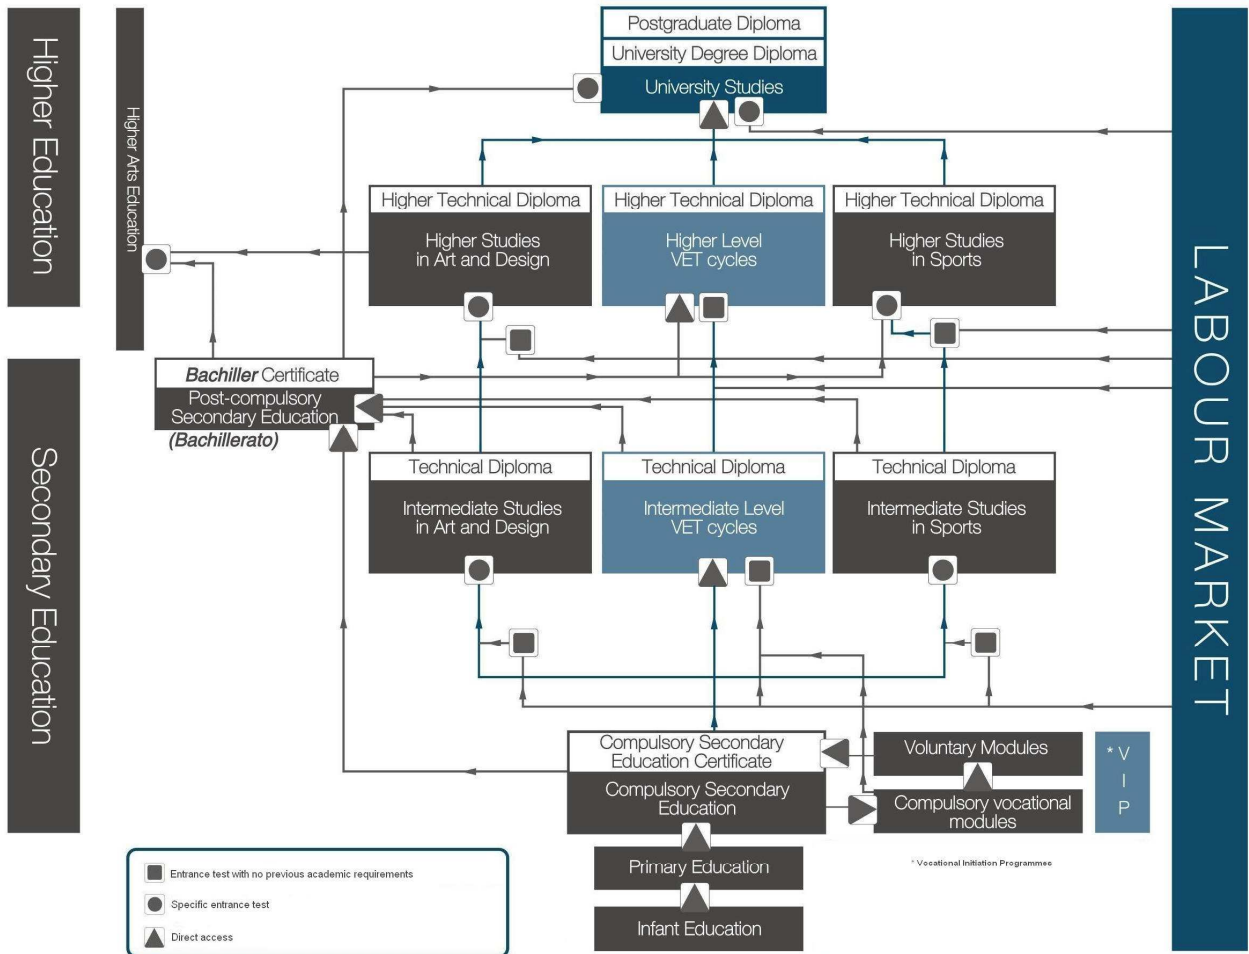 Higher Education
Higher Arts Education
Postgraduate Diploma
University Degree Diploma
University Studies
Higher Technical Diploma
Higher Studies
in Art and Design
Higher Technical Diploma
Higher Level
VET cycles
Higher Technical Diploma
Higher Studies
in Sports
LABOUR MARKET
Secondary Education
Bachiller Certificate
Post-compulsory
Secondary Education
(Bachillerato)
Technical Diploma
Intermediate Studies
in Art and Design
Technical Diploma
Intermediate Level
VET cycles
Technical Diploma
Intermediate Studies
in Sports
Compulsory Secondary
Education Certificate
Compulsory Secondary
Education
Voluntary Modules
Compulsory vocational
modules
* V
I
P
* Vocational Initiation Programmes
Primary Education
Infant Education
Entrance test with no previous academic requirements
Specific entrance test
Direct access